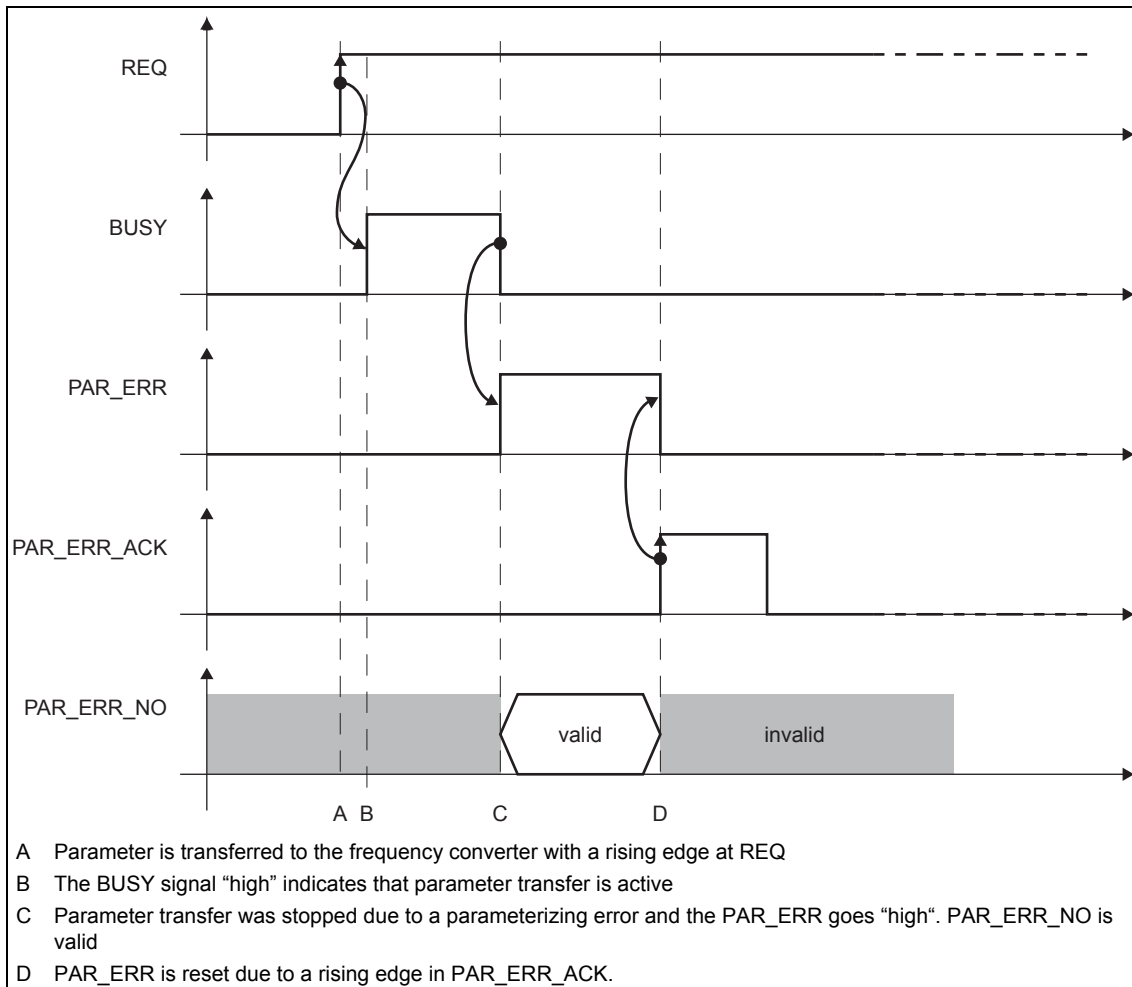 REQ
BUSY
PAR_ERR
PAR_ERR_ACK
PAR_ERR_NO
valid
invalid
A B C D
A Parameter is transferred to the frequency converter with a rising edge at REQ
B The BUSY signal “high” indicates that parameter transfer is active
C Parameter transfer was stopped due to a parameterizing error and the PAR_ERR goes “high“. PAR_ERR_NO is
valid
D PAR_ERR is reset due to a rising edge in PAR_ERR_ACK.